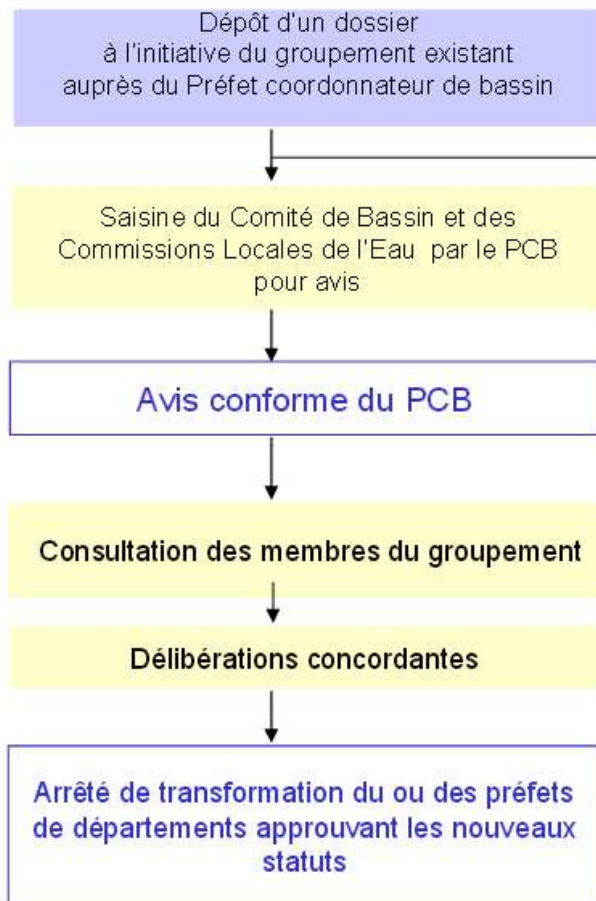 Dépôt d'un dossier
à l'initiative du groupement existant
auprès du Préfet coordonnateur de bassin
Saisine du Comité de Bassin et des
Commissions Locales de l'Eau par le PCB
pour avis
Avis conforme du PCB
Consultation des membres du groupement
Délibérations concordantes
Arrêté de transformation du ou des préfets
de départements approuvant les nouveaux
statuts